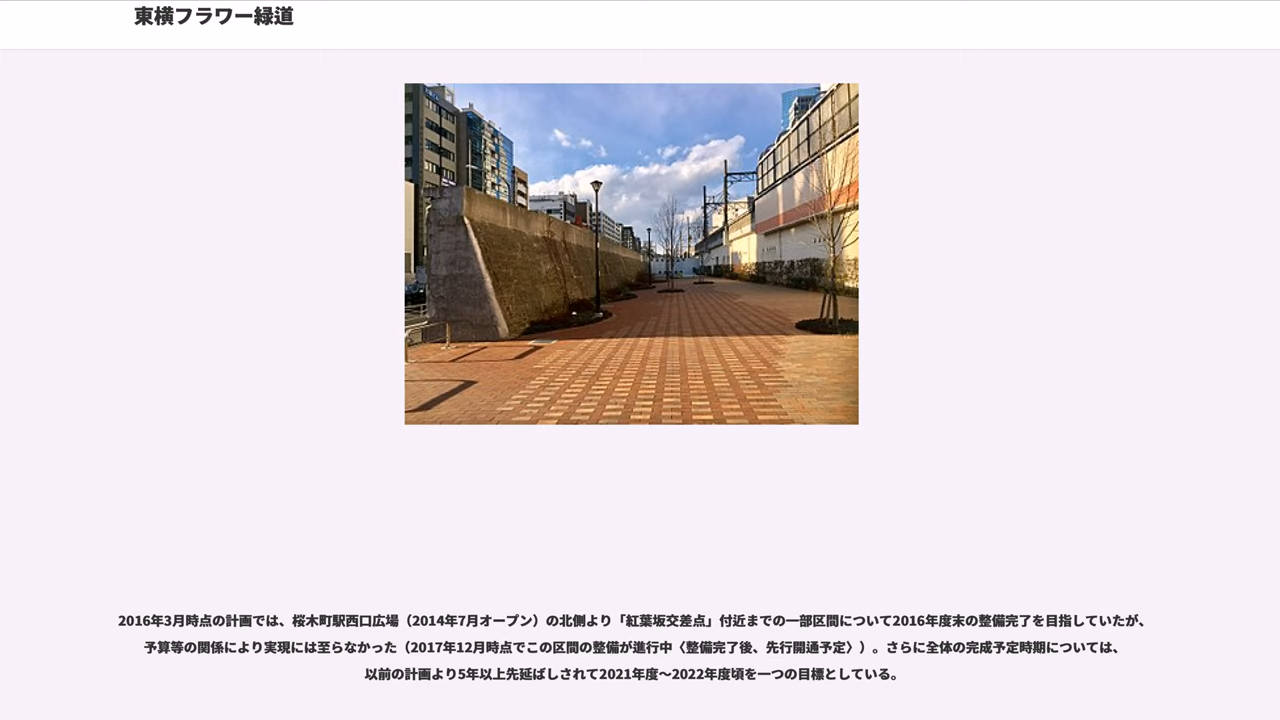 東横フラワー緑道
2016年3月時点の計画では、桜木町駅西口広場（2014年7月オープン）の北側より「紅葉坂交差点」付近までの一部区間について2016年度末の整備完了を目指していたが、
予算等の関係により実現には至らなかった（2017年12月時点でこの区間の整備が進行中〈整備完了後、先行開通予定〉）。さらに全体の完成予定時期については、
以前の計画より5年以上先延ばしされて2021年度〜2022年度頃を一つの目標としている。